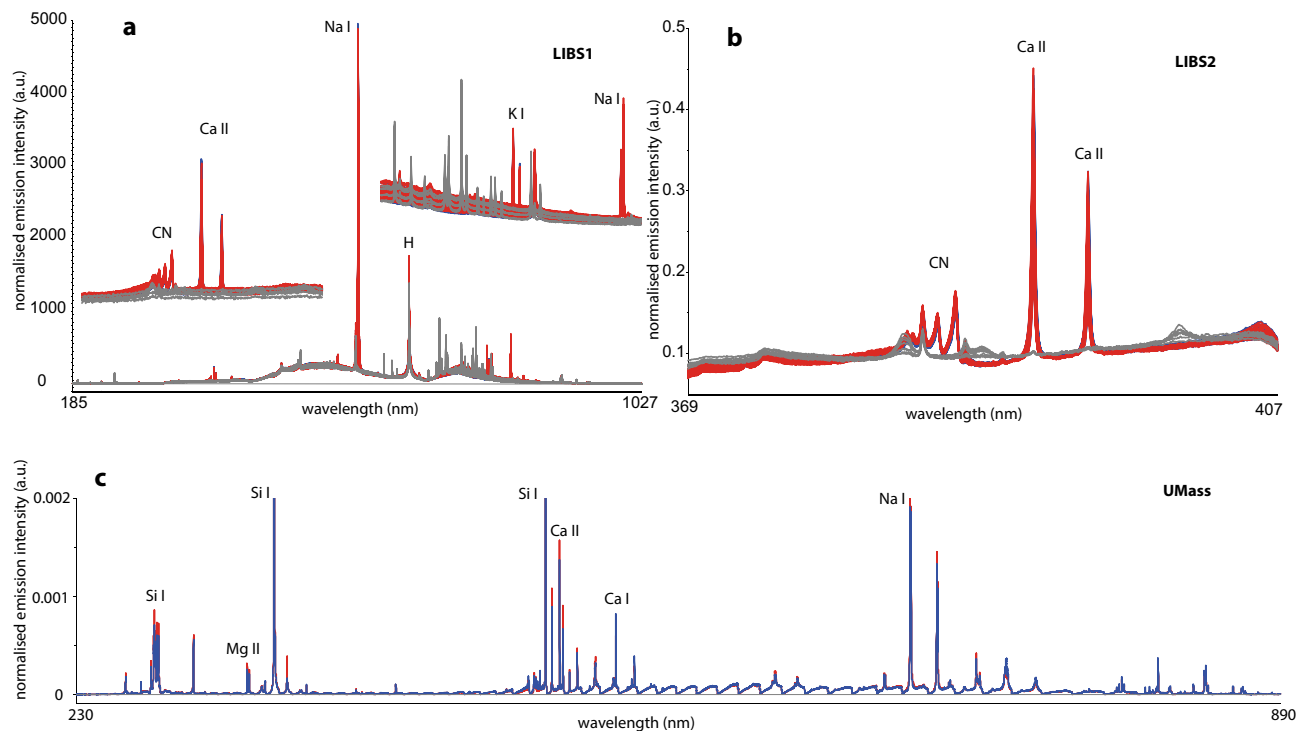 a
LIBS1
normalised emission intensity (a.u.)
5000
4000
3000
2000
1000
0
Na I
Ca II
CN
K I
Na I
H
185
wavelength (nm)
1027
b
LIBS2
normalised emission intensity (a.u.)
0.5
0.4
0.3
0.2
0.1
Ca II
Ca II
CN
369
wavelength (nm)
407
c
UMass
normalised emission intensity (a.u.)
0.002
0.001
0
Si I
Si I
Ca II
Na I
Si I
Ca I
Mg II
230
wavelength (nm)
890